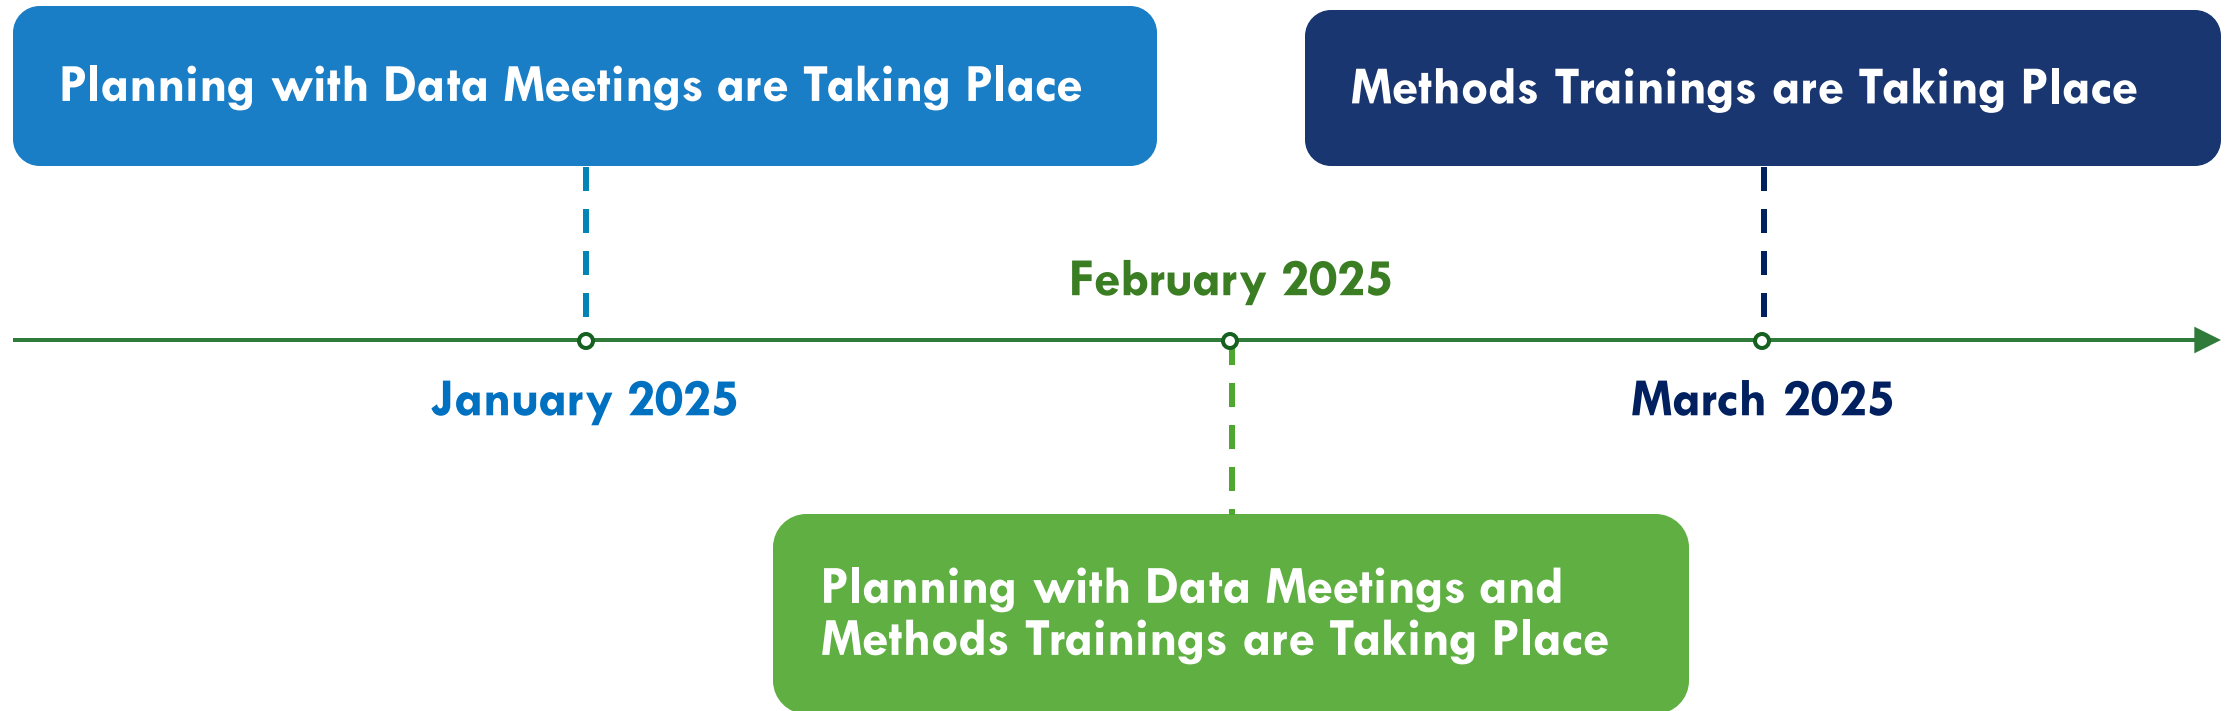 Planning with Data Meetings are Taking Place
Methods Trainings are Taking Place
February 2025
January 2025
March 2025
Planning with Data Meetings and
Methods Trainings are Taking Place